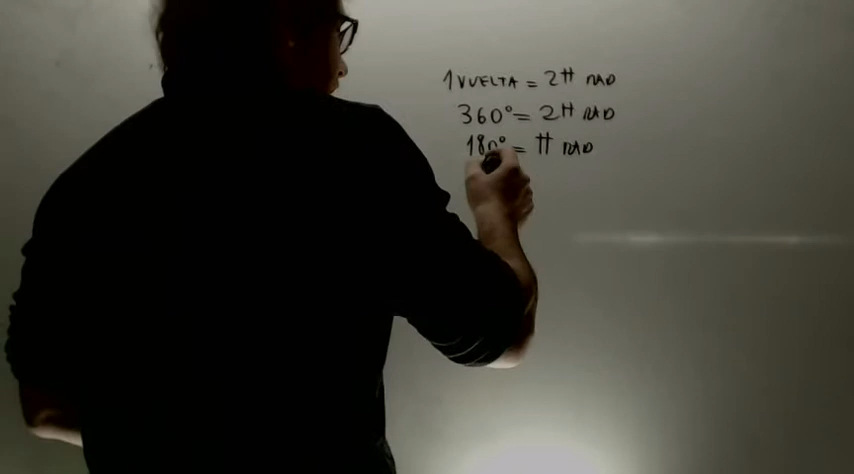 1 VUELTA = 2π RAD
360° = 2π RAD
180° = π RAD